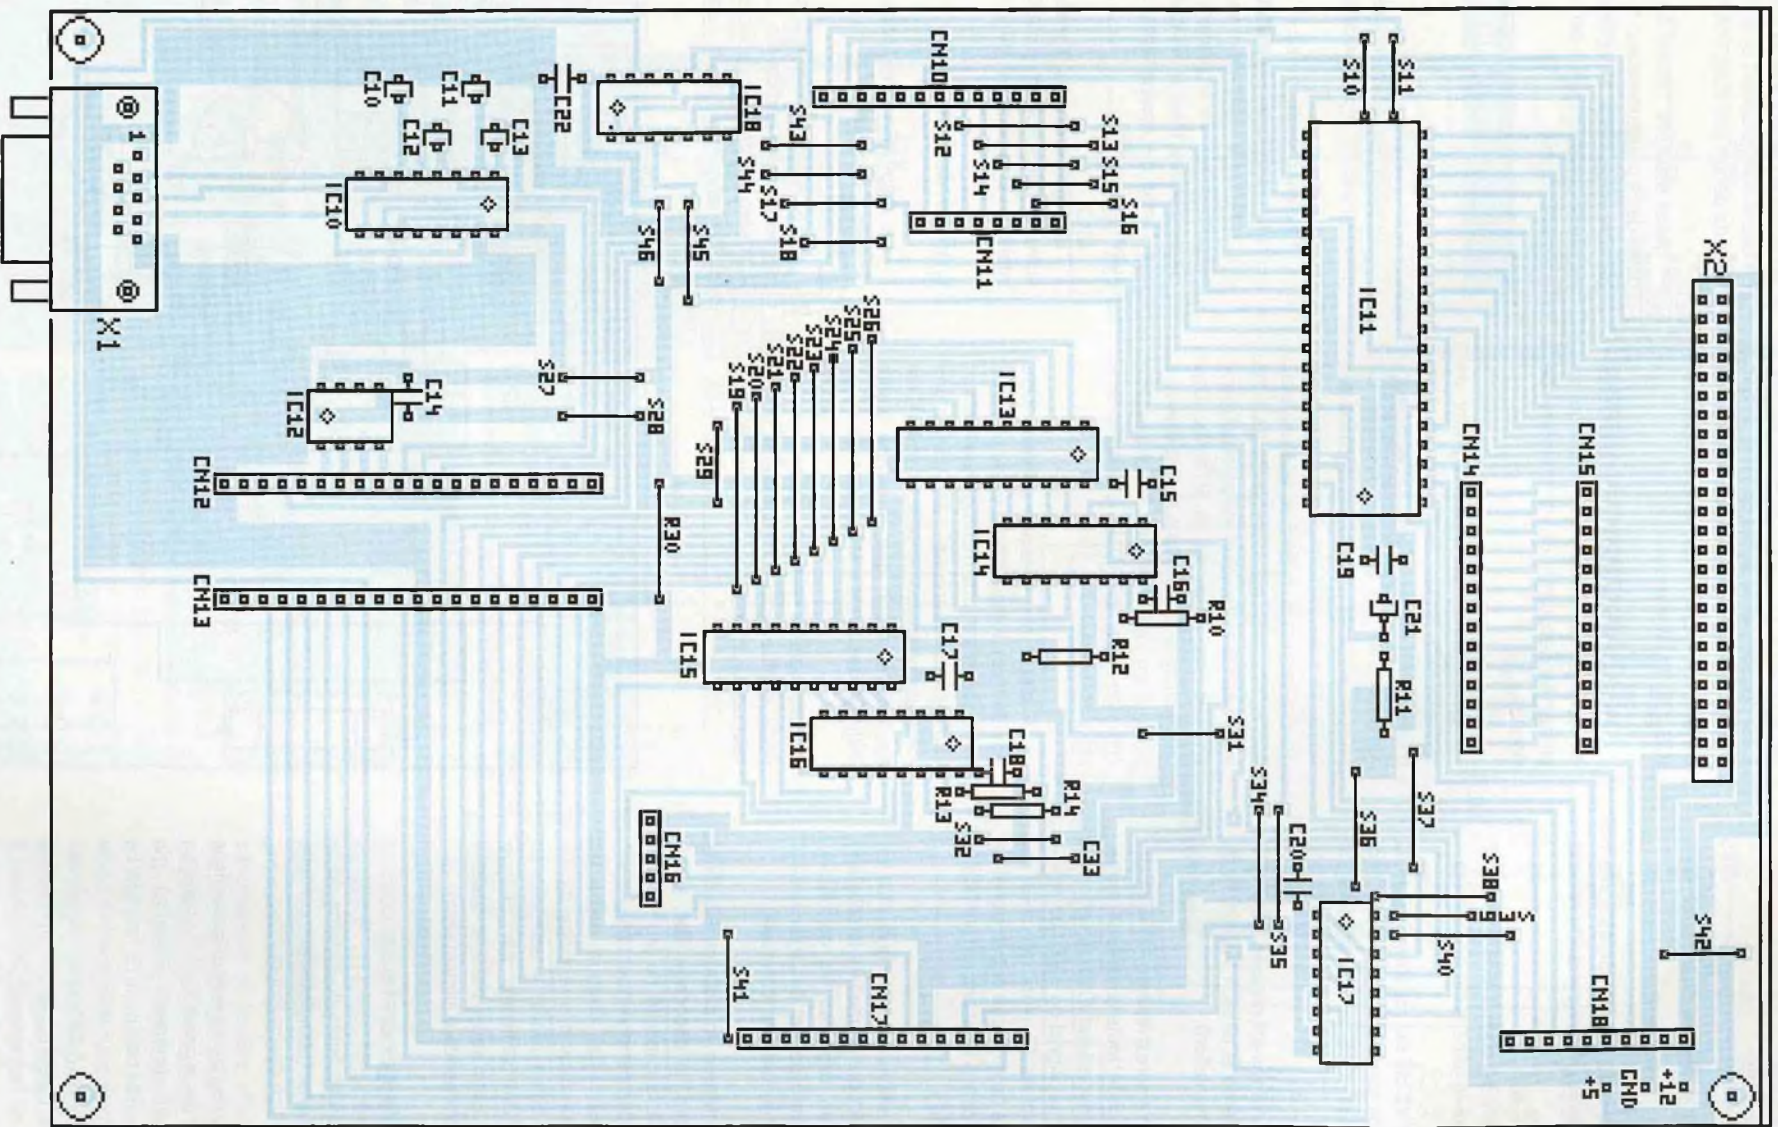 C10
C11
C22
IC18
CN10
S10
S11
1
C12
C13
S43
S12
S13
S44
S14
S15
S17
S16
IC10
S46
S45
S18
CN11
X2
IC11
X1
S26
S25
S24
S23
S22
S21
S20
S19
S27
S28
IC12
C14
IC13
S29
CN14
CN15
CN12
C15
R30
IC14
C19
C16
CN13
R10
C21
IC15
C17
R12
R11
IC16
S31
C18
R13
R14
S34
S36
S37
S32
C33
CN16
C20
S38
S35
S39
S40
S42
S41
CN17
IC17
CN18
+5
GND
+12